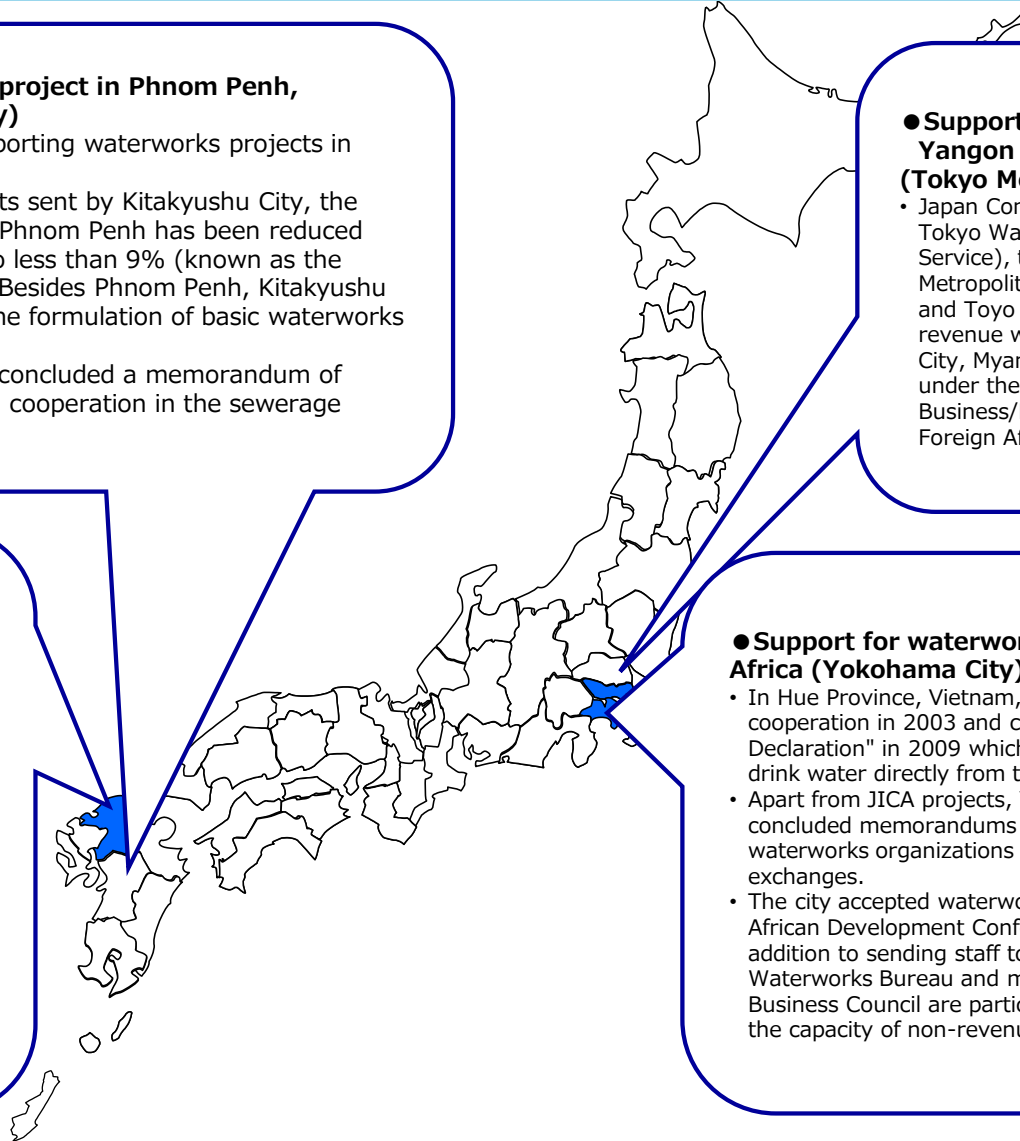 project in Phnom Penh,
y)
porting waterworks projects in
ts sent by Kitakyushu City, the
Phnom Penh has been reduced
o less than 9% (known as the
Besides Phnom Penh, Kitakyushu
he formulation of basic waterworks
concluded a memorandum of
cooperation in the sewerage
●Support
Yangon
(Tokyo Me
• Japan Con
Tokyo Wa
Service), t
Metropolit
and Toyo
revenue w
City, Myan
under the
Business/
Foreign Af
●Support for waterwor
Africa (Yokohama City)
• In Hue Province, Vietnam,
cooperation in 2003 and c
Declaration" in 2009 which
drink water directly from t
• Apart from JICA projects,
concluded memorandums
waterworks organizations
exchanges.
• The city accepted waterwo
African Development Conf
addition to sending staff to
Waterworks Bureau and m
Business Council are partic
the capacity of non-revenu